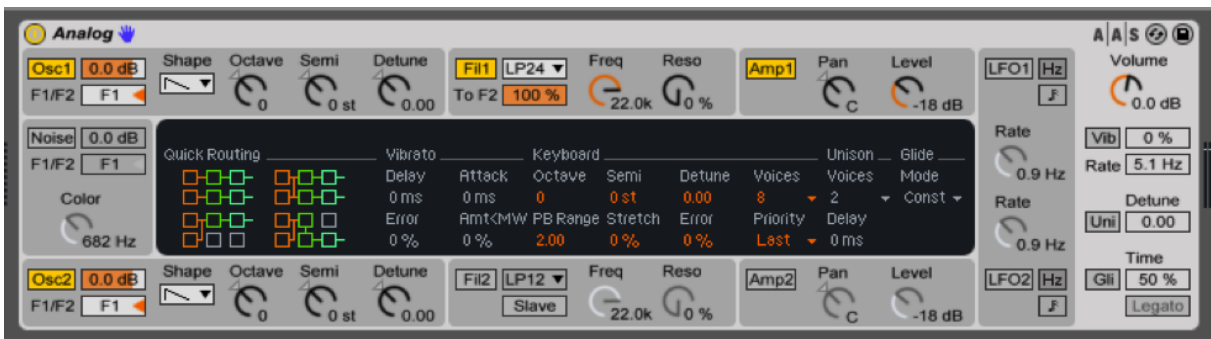 Analog A|A|S
Osc1 0.0 dB Shape Octave Semi Detune Fil1 LP24 Freq Reso Amp1 Pan Level LFO1 Hz Volume
F1/F2 F1 0 0 st 0.00 To F2 100 % 22.0k 0 % C -18 dB 0.0 dB
Noise 0.0 dB Quick Routing Vibrato Keyboard Unison Glide Rate Vib 0 %
F1/F2 F1 Delay Attack Octave Semi Detune Voices Voices Mode 0.9 Hz Rate 5.1 Hz
Color 0 ms 0 ms 0 0 st 0.00 8 2 Const Rate Detune
Error Amt<MW PB Range Stretch Error Priority Delay Uni 0.00
682 Hz 0 % 0 % 2.00 0 % 0 % Last 0 ms 0.9 Hz
Time
Osc2 0.0 dB Shape Octave Semi Detune Fil2 LP12 Freq Reso Amp2 Pan Level LFO2 Hz Gli 50 %
F1/F2 F1 0 0 st 0.00 Slave 22.0k 0 % C -18 dB Legato